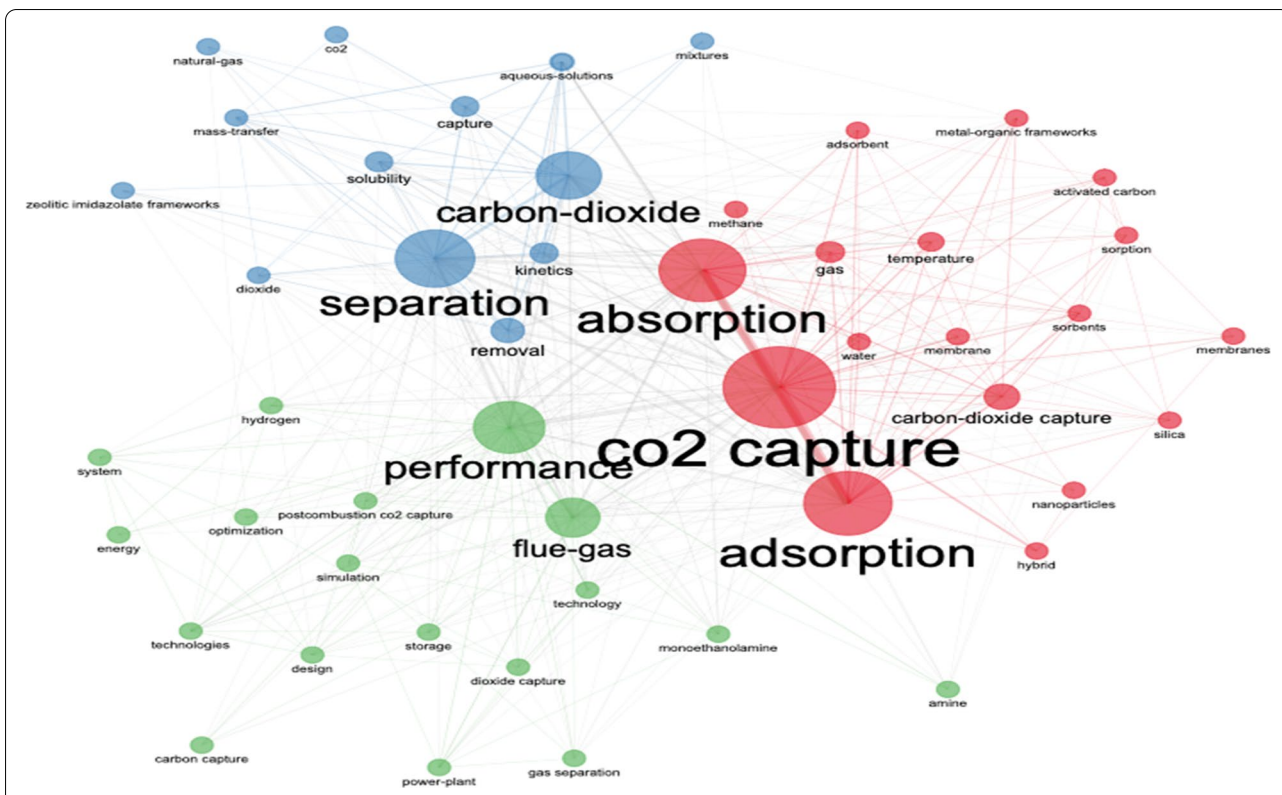 co2
mixtures
natural-gas
aqueous-solutions
capture
mass-transfer
metal-organic frameworks
adsorbent
solubility
activated carbon
zeolitic imidazolate frameworks
carbon-dioxide
methane
sorption
temperature
gas
kinetics
dioxide
separation
absorption
sorbents
removal
water
membrane
membranes
carbon-dioxide capture
hydrogen
silica
co2 capture
performance
system
nanoparticles
postcombustion co2 capture
optimization
energy
flue-gas
adsorption
hybrid
simulation
technology
technologies
storage
monoethanolamine
design
dioxide capture
amine
carbon capture
gas separation
power-plant